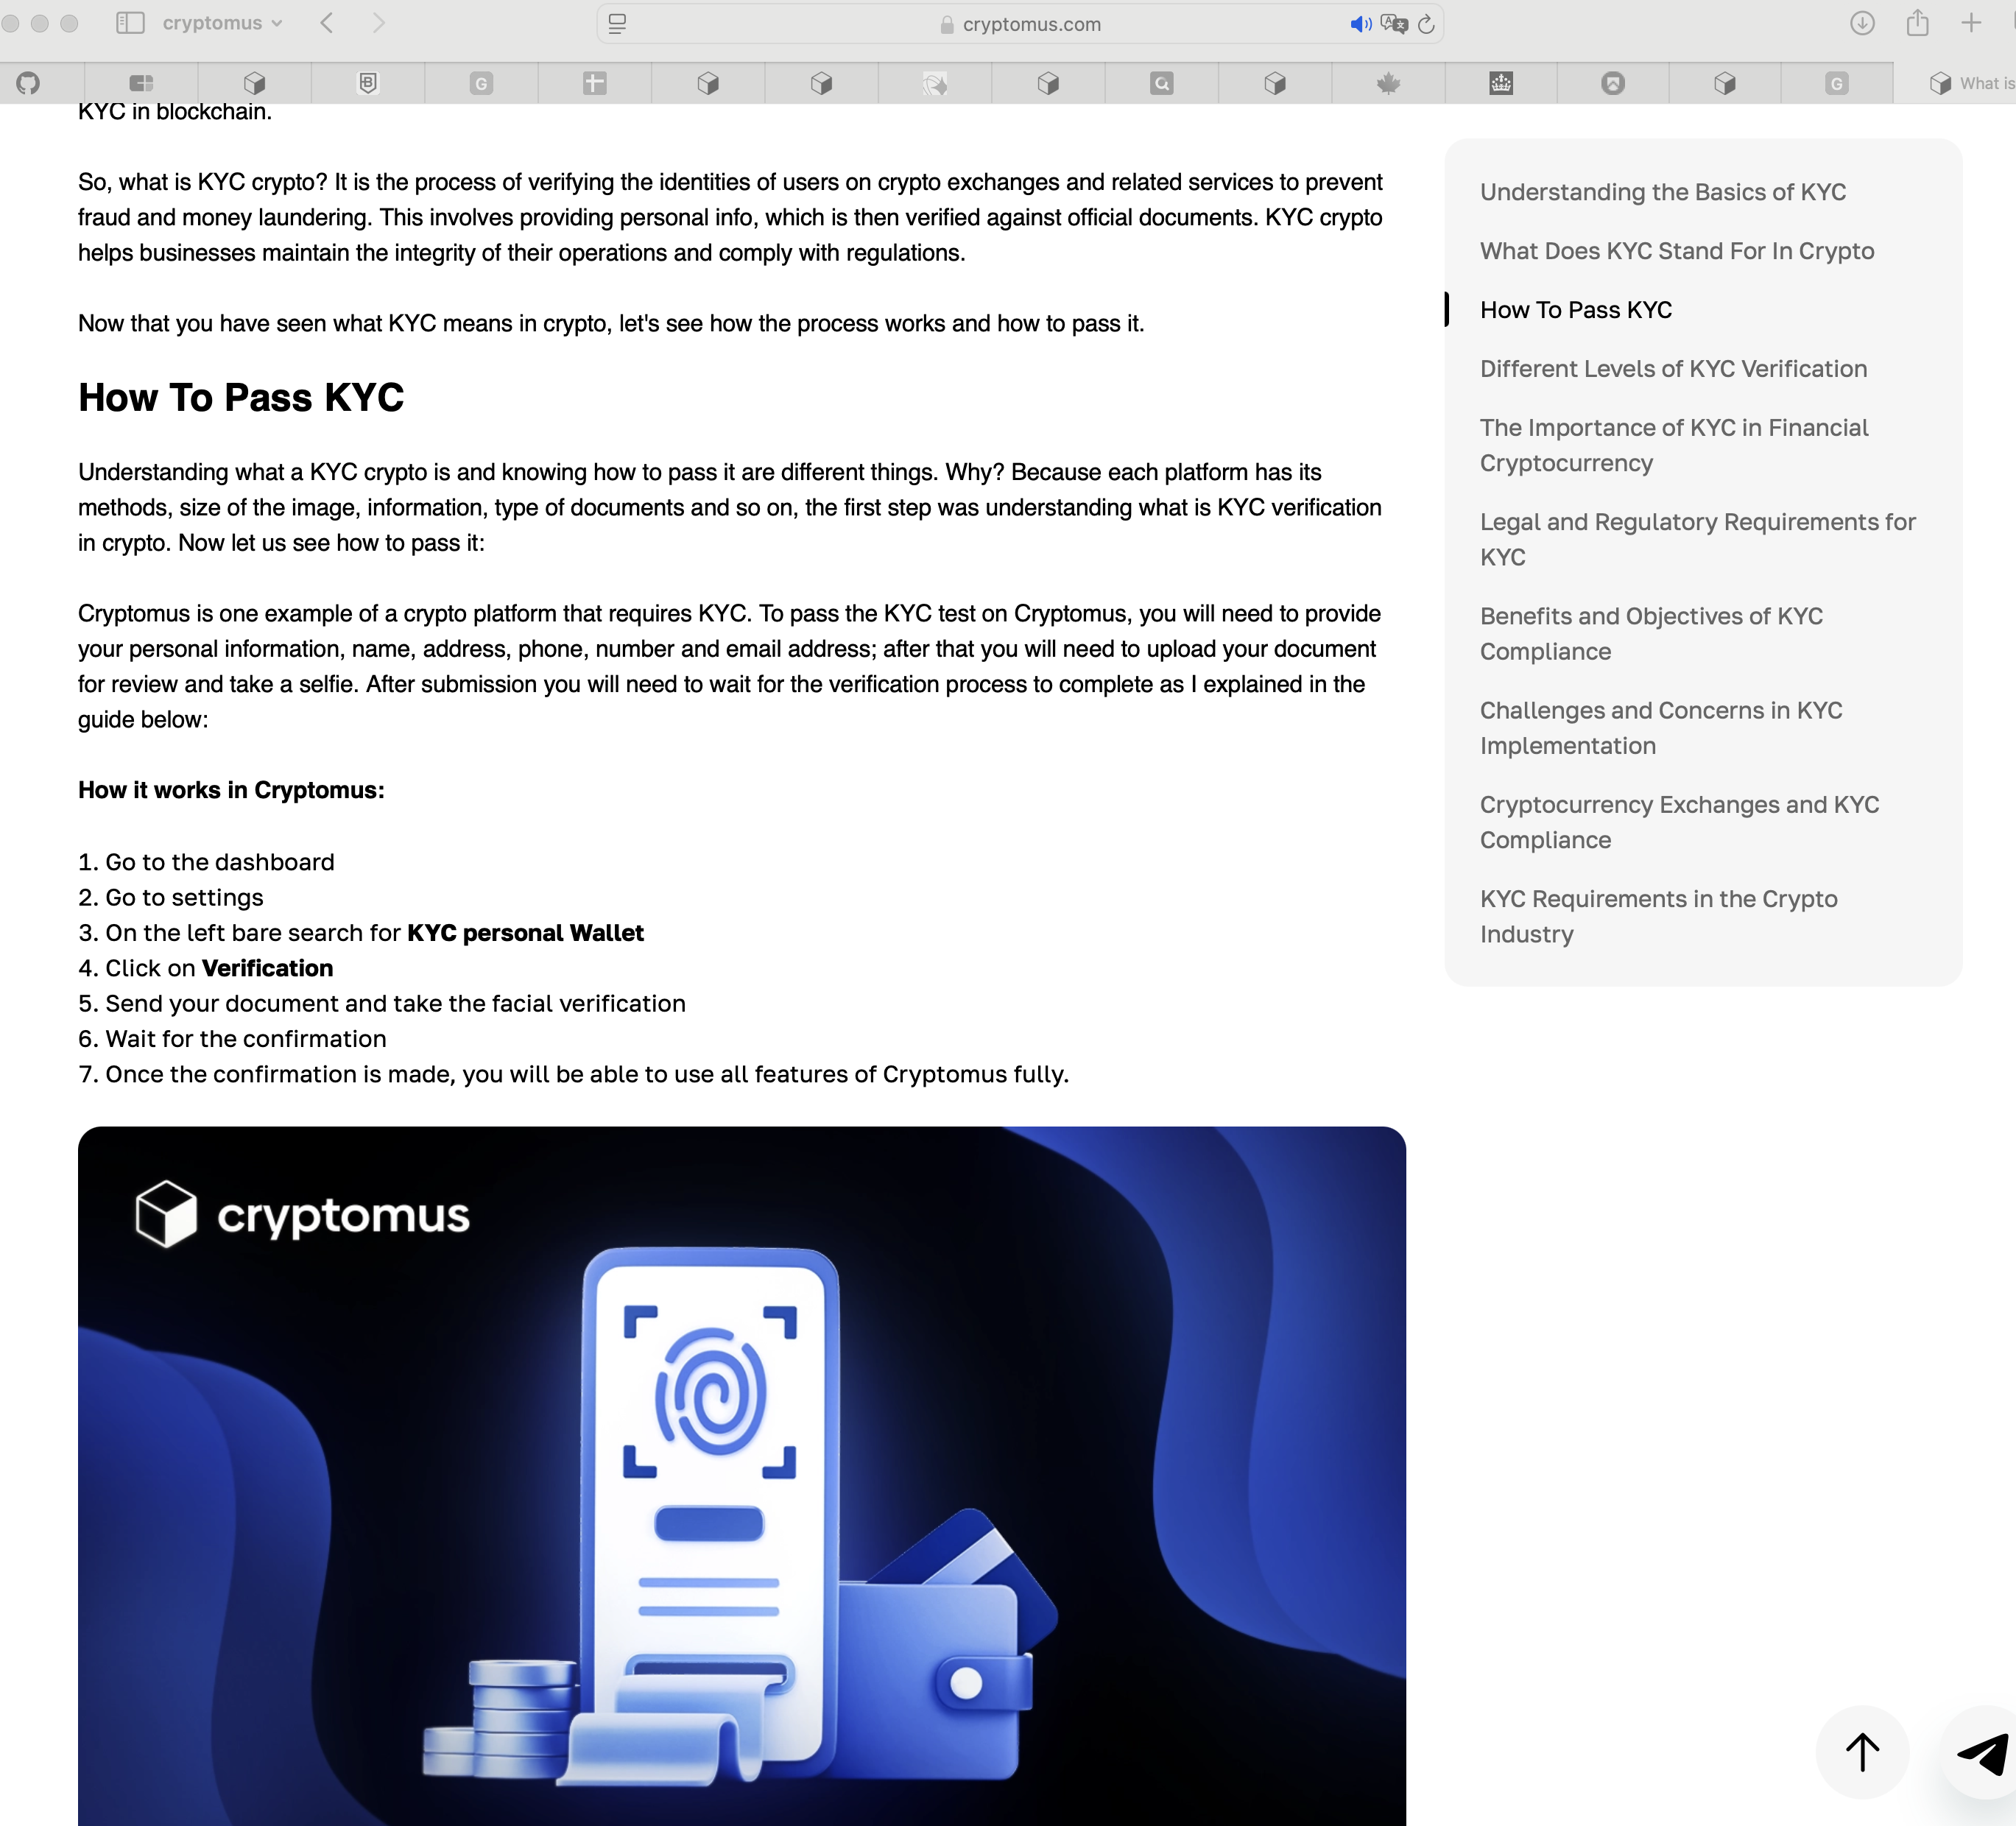 cryptomus
cryptomus.com
What is
KYC in blockchain.
So, what is KYC crypto? It is the process of verifying the identities of users on crypto exchanges and related services to prevent
fraud and money laundering. This involves providing personal info, which is then verified against official documents. KYC crypto
helps businesses maintain the integrity of their operations and comply with regulations.
Now that you have seen what KYC means in crypto, let's see how the process works and how to pass it.
How To Pass KYC
Understanding what a KYC crypto is and knowing how to pass it are different things. Why? Because each platform has its
methods, size of the image, information, type of documents and so on, the first step was understanding what is KYC verification
in crypto. Now let us see how to pass it:
Cryptomus is one example of a crypto platform that requires KYC. To pass the KYC test on Cryptomus, you will need to provide
your personal information, name, address, phone, number and email address; after that you will need to upload your document
for review and take a selfie. After submission you will need to wait for the verification process to complete as I explained in the
guide below:
How it works in Cryptomus:
1. Go to the dashboard
2. Go to settings
3. On the left bare search for KYC personal Wallet
4. Click on Verification
5. Send your document and take the facial verification
6. Wait for the confirmation
7. Once the confirmation is made, you will be able to use all features of Cryptomus fully.
cryptomus
Understanding the Basics of KYC
What Does KYC Stand For In Crypto
How To Pass KYC
Different Levels of KYC Verification
The Importance of KYC in Financial
Cryptocurrency
Legal and Regulatory Requirements for
KYC
Benefits and Objectives of KYC
Compliance
Challenges and Concerns in KYC
Implementation
Cryptocurrency Exchanges and KYC
Compliance
KYC Requirements in the Crypto
Industry